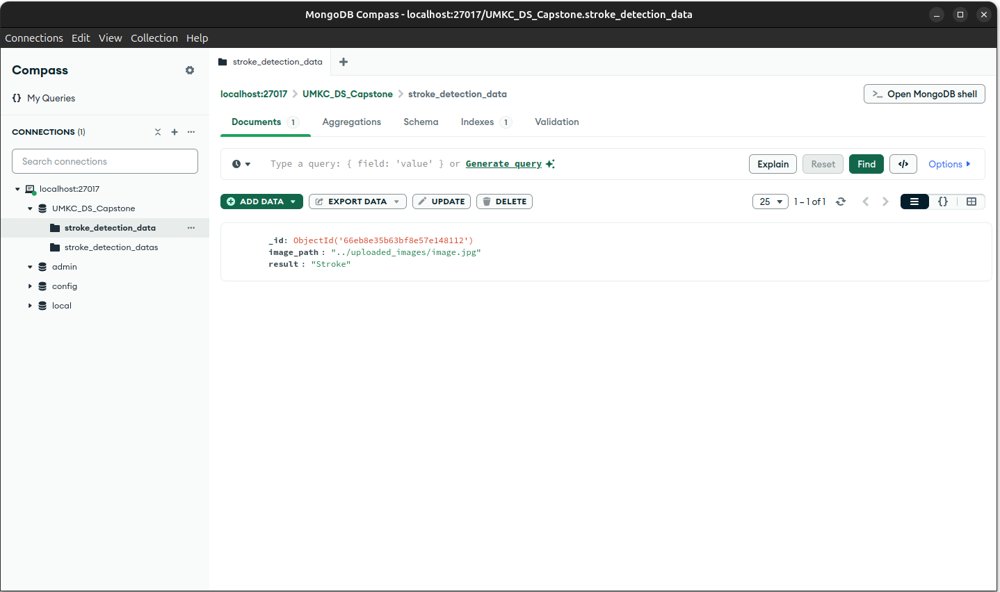 MongoDB Compass - localhost:27017/UMKC_DS_Capstone.stroke_detection_data
Connections Edit View Collection Help
Compass
My Queries
CONNECTIONS (1)
Search connections
localhost:27017
UMKC_DS_Capstone
stroke_detection_data
stroke_detection_datas
admin
config
local
stroke_detection_data
localhost:27017 > UMKC_DS_Capstone > stroke_detection_data
>_ Open MongoDB shell
Documents 1 Aggregations Schema Indexes 1 Validation
Type a query: { field: 'value' } or Generate query
Explain Reset Find </> Options
ADD DATA EXPORT DATA UPDATE DELETE
25 1 – 1 of 1 {}
_id: ObjectId('66eb8e35b63bf8e57e148112')
image_path : "../uploaded_images/image.jpg"
result : "Stroke"